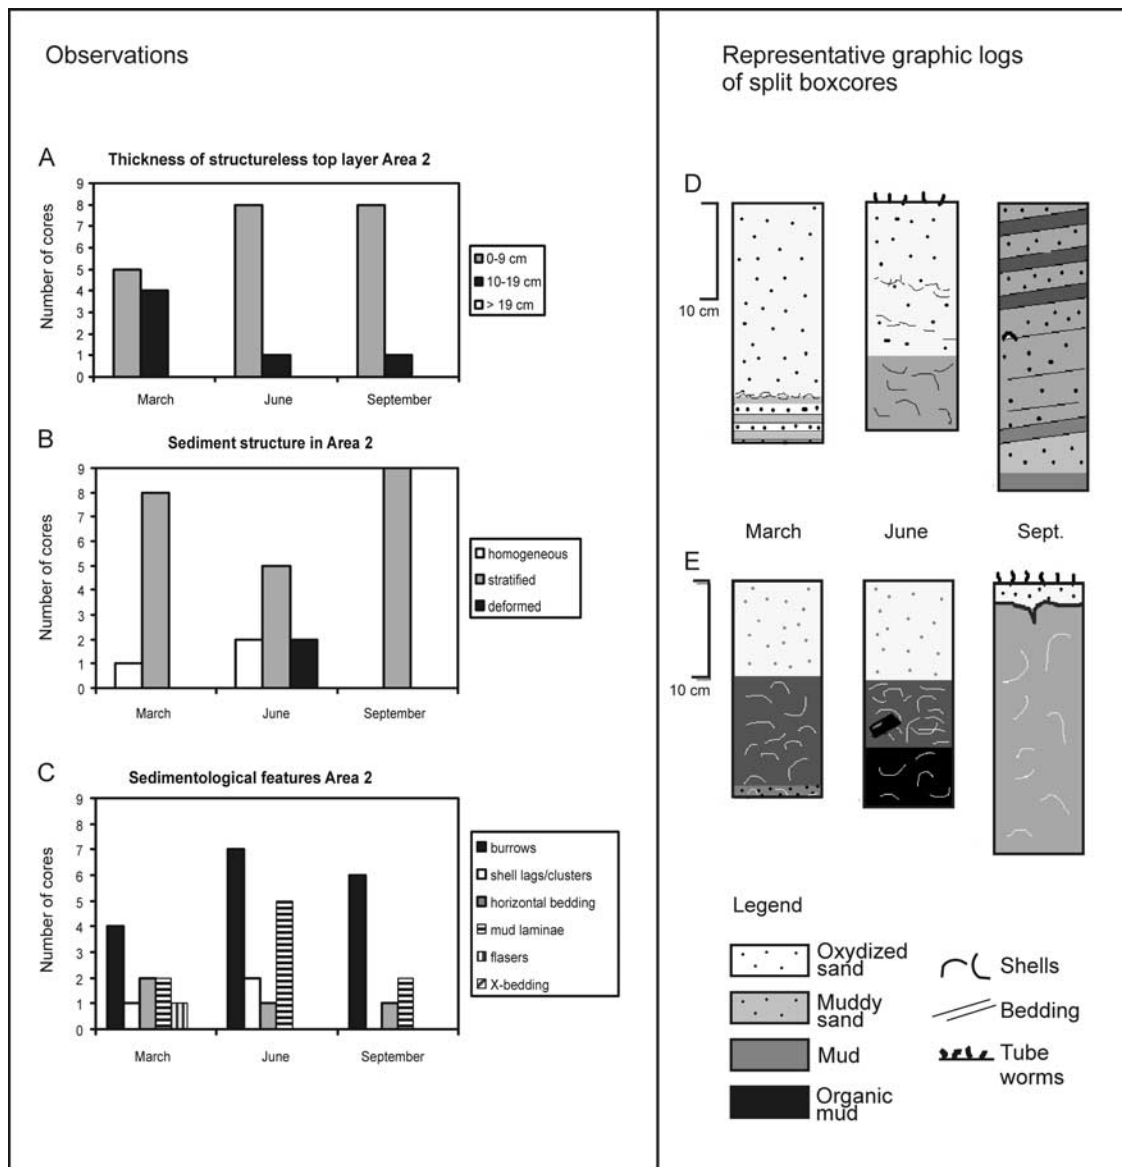 Observations
A
Thickness of structureless top layer Area 2
Number of cores
9
8
7
6
5
4
3
2
1
0
March
June
September
0-9 cm
10-19 cm
> 19 cm
B
Sediment structure in Area 2
Number of cores
9
8
7
6
5
4
3
2
1
0
March
June
September
homogeneous
stratified
deformed
C
Sedimentological features Area 2
Number of cores
9
8
7
6
5
4
3
2
1
0
March
June
September
burrows
shell lags/clusters
horizontal bedding
mud laminae
flasers
X-bedding
Representative graphic logs
of split boxcores
D
10 cm
March
June
Sept.
E
10 cm
Legend
Oxydized
sand
Muddy
sand
Mud
Organic
mud
Shells
Bedding
Tube
worms